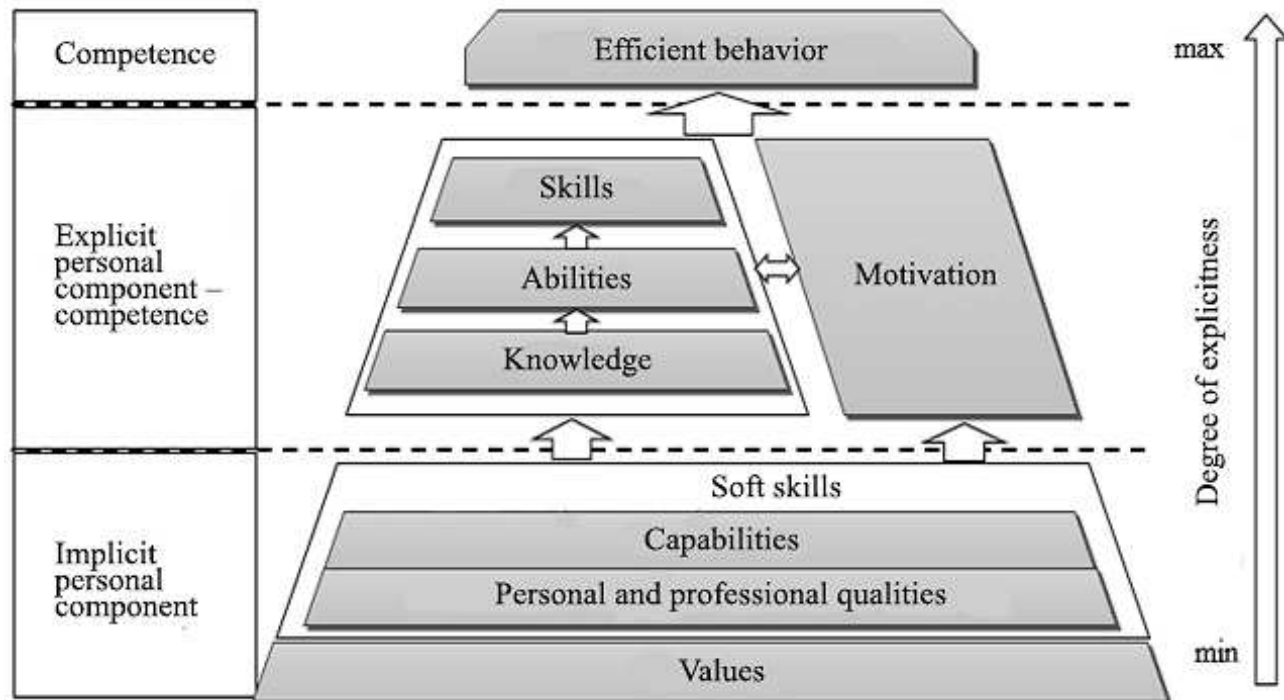 Competence
Efficient behavior
max
Explicit
personal
component –
competence
Skills
Abilities
Knowledge
Motivation
Degree of explicitness
Implicit
personal
component
Soft skills
Capabilities
Personal and professional qualities
Values
min